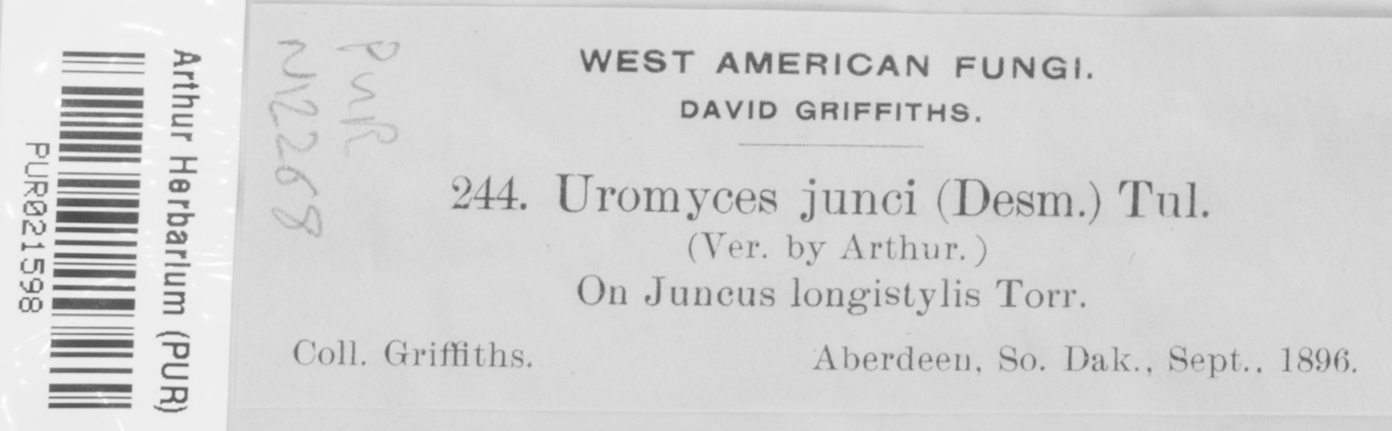 Arthur Herbarium (PUR)
PUR021598
PUR
N12268
WEST AMERICAN FUNGI.
DAVID GRIFFITHS.
244. Uromyces junci (Desm.) Tul.
(Ver. by Arthur.)
On Juncus longistylis Torr.
Coll. Griffiths. Aberdeen, So. Dak., Sept., 1896.